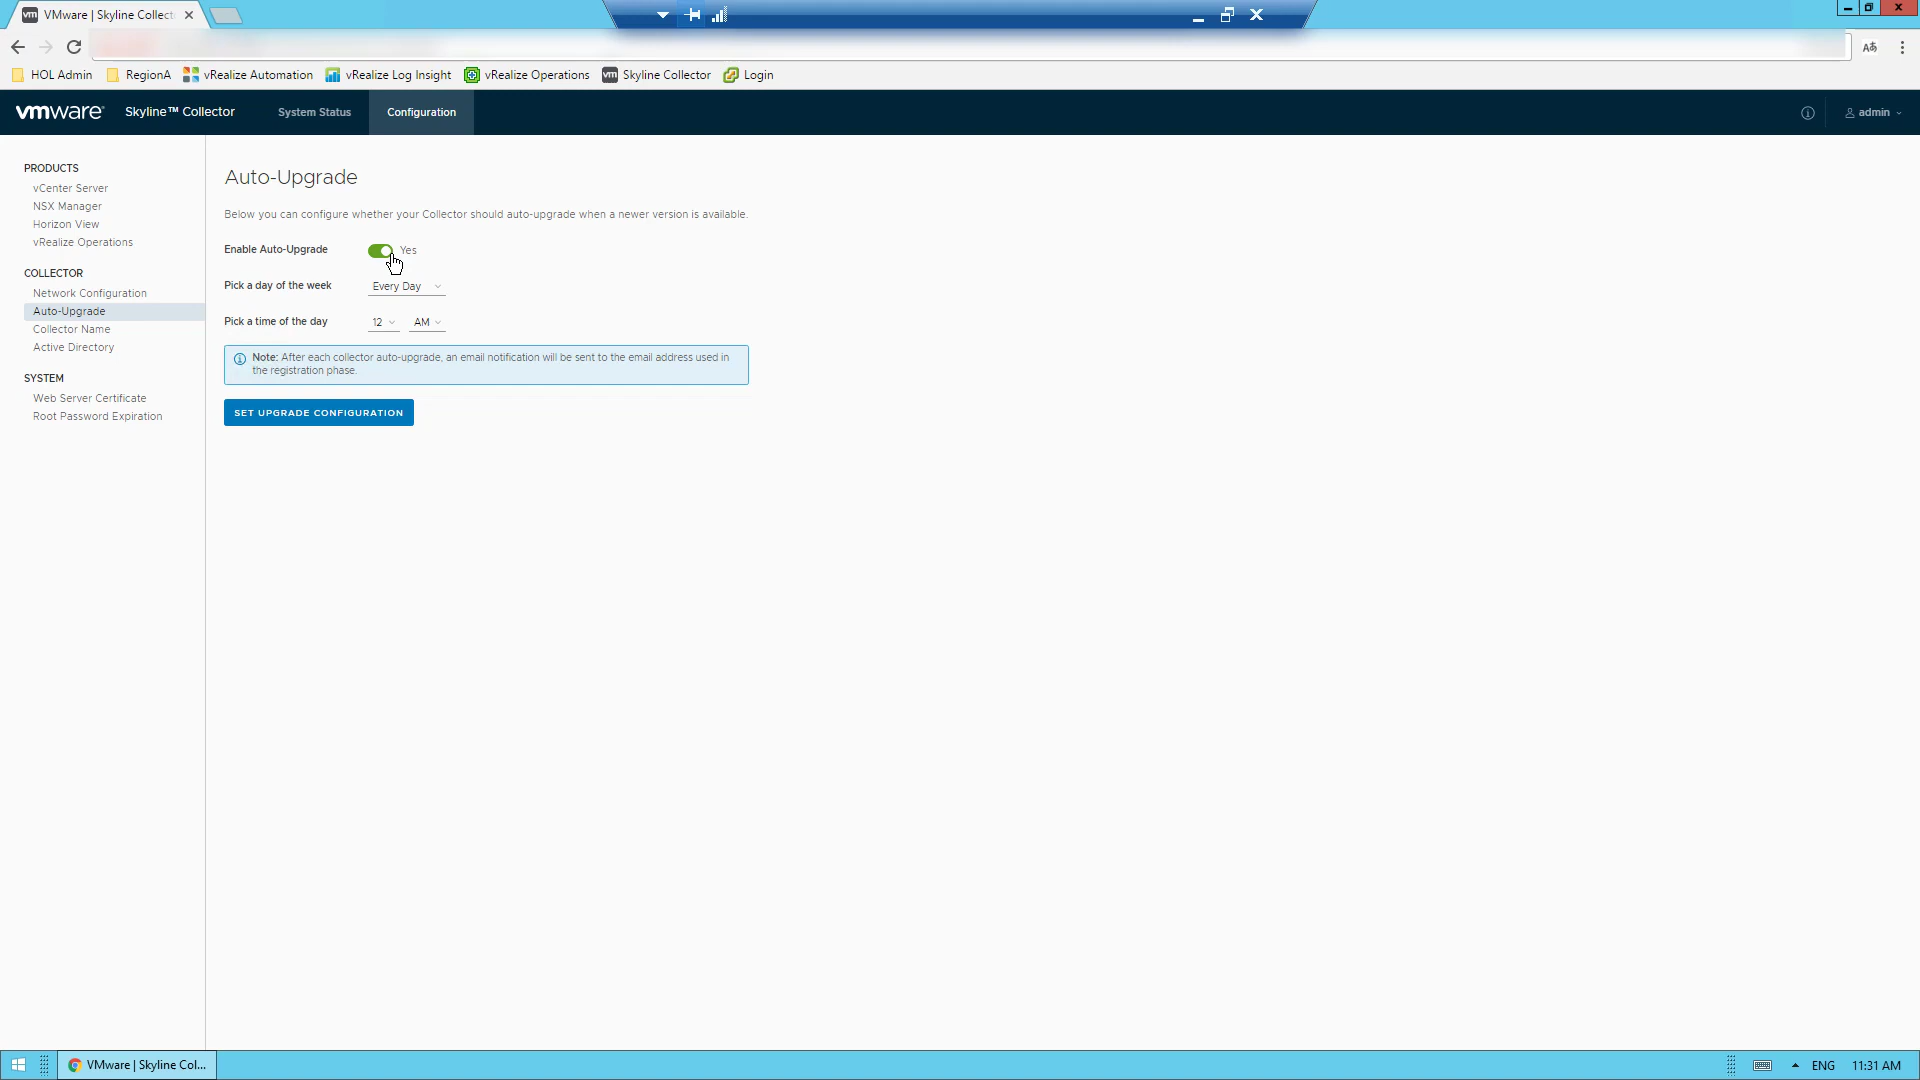 VMware | Skyline Collect
HOL Admin
RegionA
vRealize Automation
vRealize Log Insight
vRealize Operations
Skyline Collector
Login
vmware
Skyline™ Collector
System Status
Configuration
admin
PRODUCTS
vCenter Server
NSX Manager
Horizon View
vRealize Operations
COLLECTOR
Network Configuration
Auto-Upgrade
Collector Name
Active Directory
SYSTEM
Web Server Certificate
Root Password Expiration
Auto-Upgrade
Below you can configure whether your Collector should auto-upgrade when a newer version is available.
Enable Auto-Upgrade
Yes
Pick a day of the week
Every Day
Pick a time of the day
12
AM
Note: After each collector auto-upgrade, an email notification will be sent to the email address used in
the registration phase.
SET UPGRADE CONFIGURATION
VMware | Skyline Col...
ENG
11:31 AM